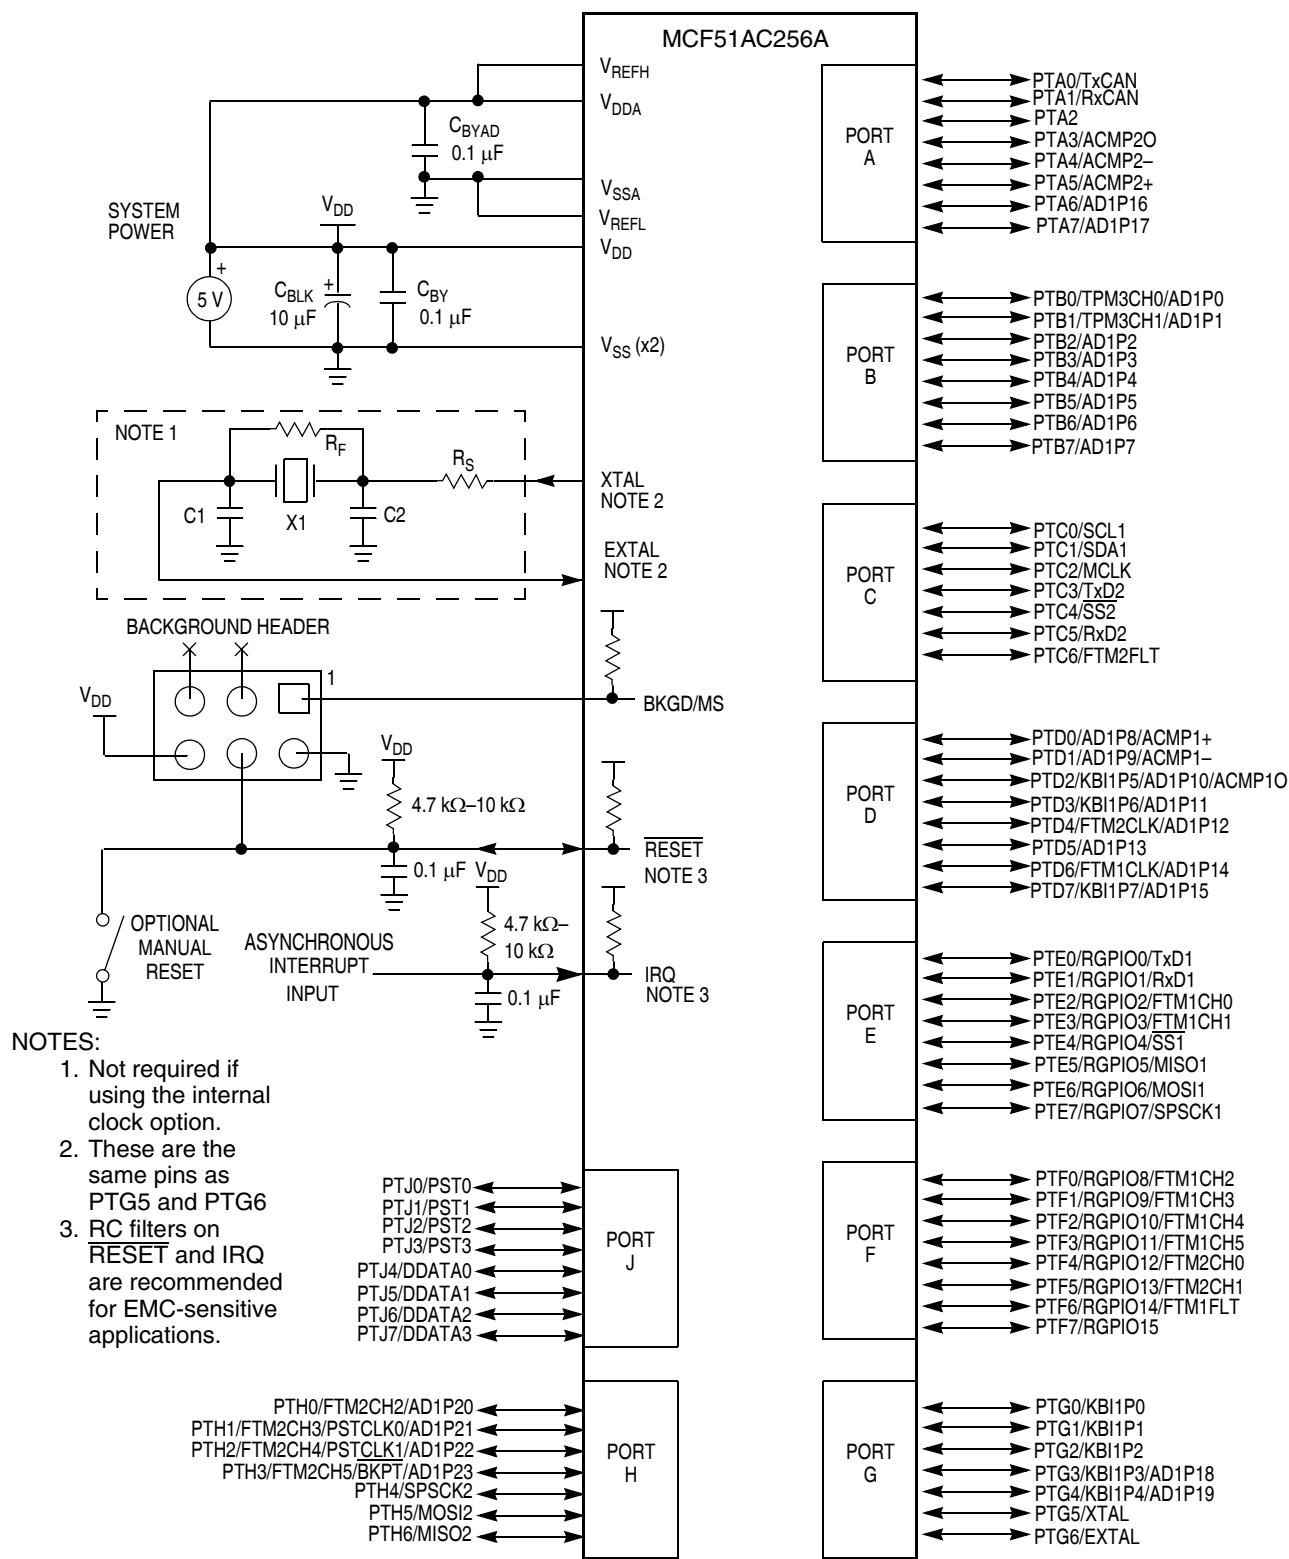 MCF51AC256A
VREFH
VDDA
CBYAD
0.1 μF
VSSA
VREFL
SYSTEM
POWER
VDD
VDD
+
5 V
CBLK
+
10 μF
CBY
0.1 μF
VSS (x2)
NOTE 1
RF
RS
C1
X1
C2
XTAL
NOTE 2
EXTAL
NOTE 2
BACKGROUND HEADER
1
VDD
BKGD/MS
VDD
4.7 kΩ–10 kΩ
0.1 μF
RESET
NOTE 3
VDD
4.7 kΩ–
10 kΩ
OPTIONAL
MANUAL
RESET
ASYNCHRONOUS
INTERRUPT
INPUT
0.1 μF
IRQ
NOTE 3
NOTES:
1. Not required if
using the internal
clock option.
2. These are the
same pins as
PTG5 and PTG6
3. RC filters on
RESET and IRQ
are recommended
for EMC-sensitive
applications.
PORT
A
PTA0/TxCAN
PTA1/RxCAN
PTA2
PTA3/ACMP2O
PTA4/ACMP2–
PTA5/ACMP2+
PTA6/AD1P16
PTA7/AD1P17
PORT
B
PTB0/TPM3CH0/AD1P0
PTB1/TPM3CH1/AD1P1
PTB2/AD1P2
PTB3/AD1P3
PTB4/AD1P4
PTB5/AD1P5
PTB6/AD1P6
PTB7/AD1P7
PORT
C
PTC0/SCL1
PTC1/SDA1
PTC2/MCLK
PTC3/TxD2
PTC4/SS2
PTC5/RxD2
PTC6/FTM2FLT
PORT
D
PTD0/AD1P8/ACMP1+
PTD1/AD1P9/ACMP1–
PTD2/KBI1P5/AD1P10/ACMP1O
PTD3/KBI1P6/AD1P11
PTD4/FTM2CLK/AD1P12
PTD5/AD1P13
PTD6/FTM1CLK/AD1P14
PTD7/KBI1P7/AD1P15
PORT
E
PTE0/RGPIO0/TxD1
PTE1/RGPIO1/RxD1
PTE2/RGPIO2/FTM1CH0
PTE3/RGPIO3/FTM1CH1
PTE4/RGPIO4/SS1
PTE5/RGPIO5/MISO1
PTE6/RGPIO6/MOSI1
PTE7/RGPIO7/SPSCK1
PORT
F
PTF0/RGPIO8/FTM1CH2
PTF1/RGPIO9/FTM1CH3
PTF2/RGPIO10/FTM1CH4
PTF3/RGPIO11/FTM1CH5
PTF4/RGPIO12/FTM2CH0
PTF5/RGPIO13/FTM2CH1
PTF6/RGPIO14/FTM1FLT
PTF7/RGPIO15
PTJ0/PST0
PTJ1/PST1
PTJ2/PST2
PTJ3/PST3
PTJ4/DDATA0
PTJ5/DDATA1
PTJ6/DDATA2
PTJ7/DDATA3
PORT
J
PTH0/FTM2CH2/AD1P20
PTH1/FTM2CH3/PSTCLK0/AD1P21
PTH2/FTM2CH4/PSTCLK1/AD1P22
PTH3/FTM2CH5/BKPT/AD1P23
PTH4/SPSCK2
PTH5/MOSI2
PTH6/MISO2
PORT
H
PORT
G
PTG0/KBI1P0
PTG1/KBI1P1
PTG2/KBI1P2
PTG3/KBI1P3/AD1P18
PTG4/KBI1P4/AD1P19
PTG5/XTAL
PTG6/EXTAL